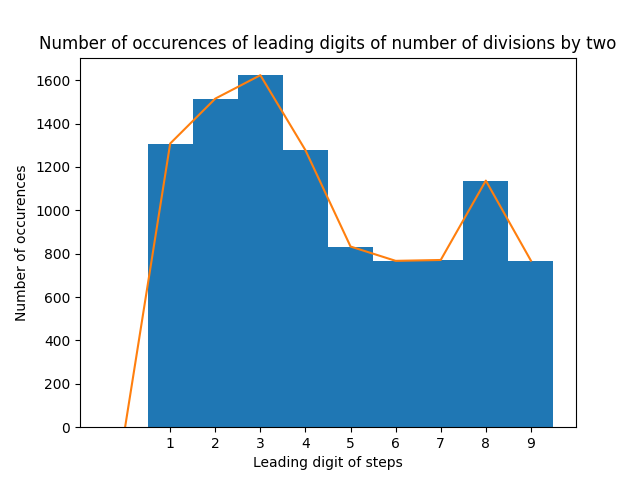 Number of occurences of leading digits of number of divisions by two
Number of occurences
1600
1400
1200
1000
800
600
400
200
0
1 2 3 4 5 6 7 8 9
Leading digit of steps